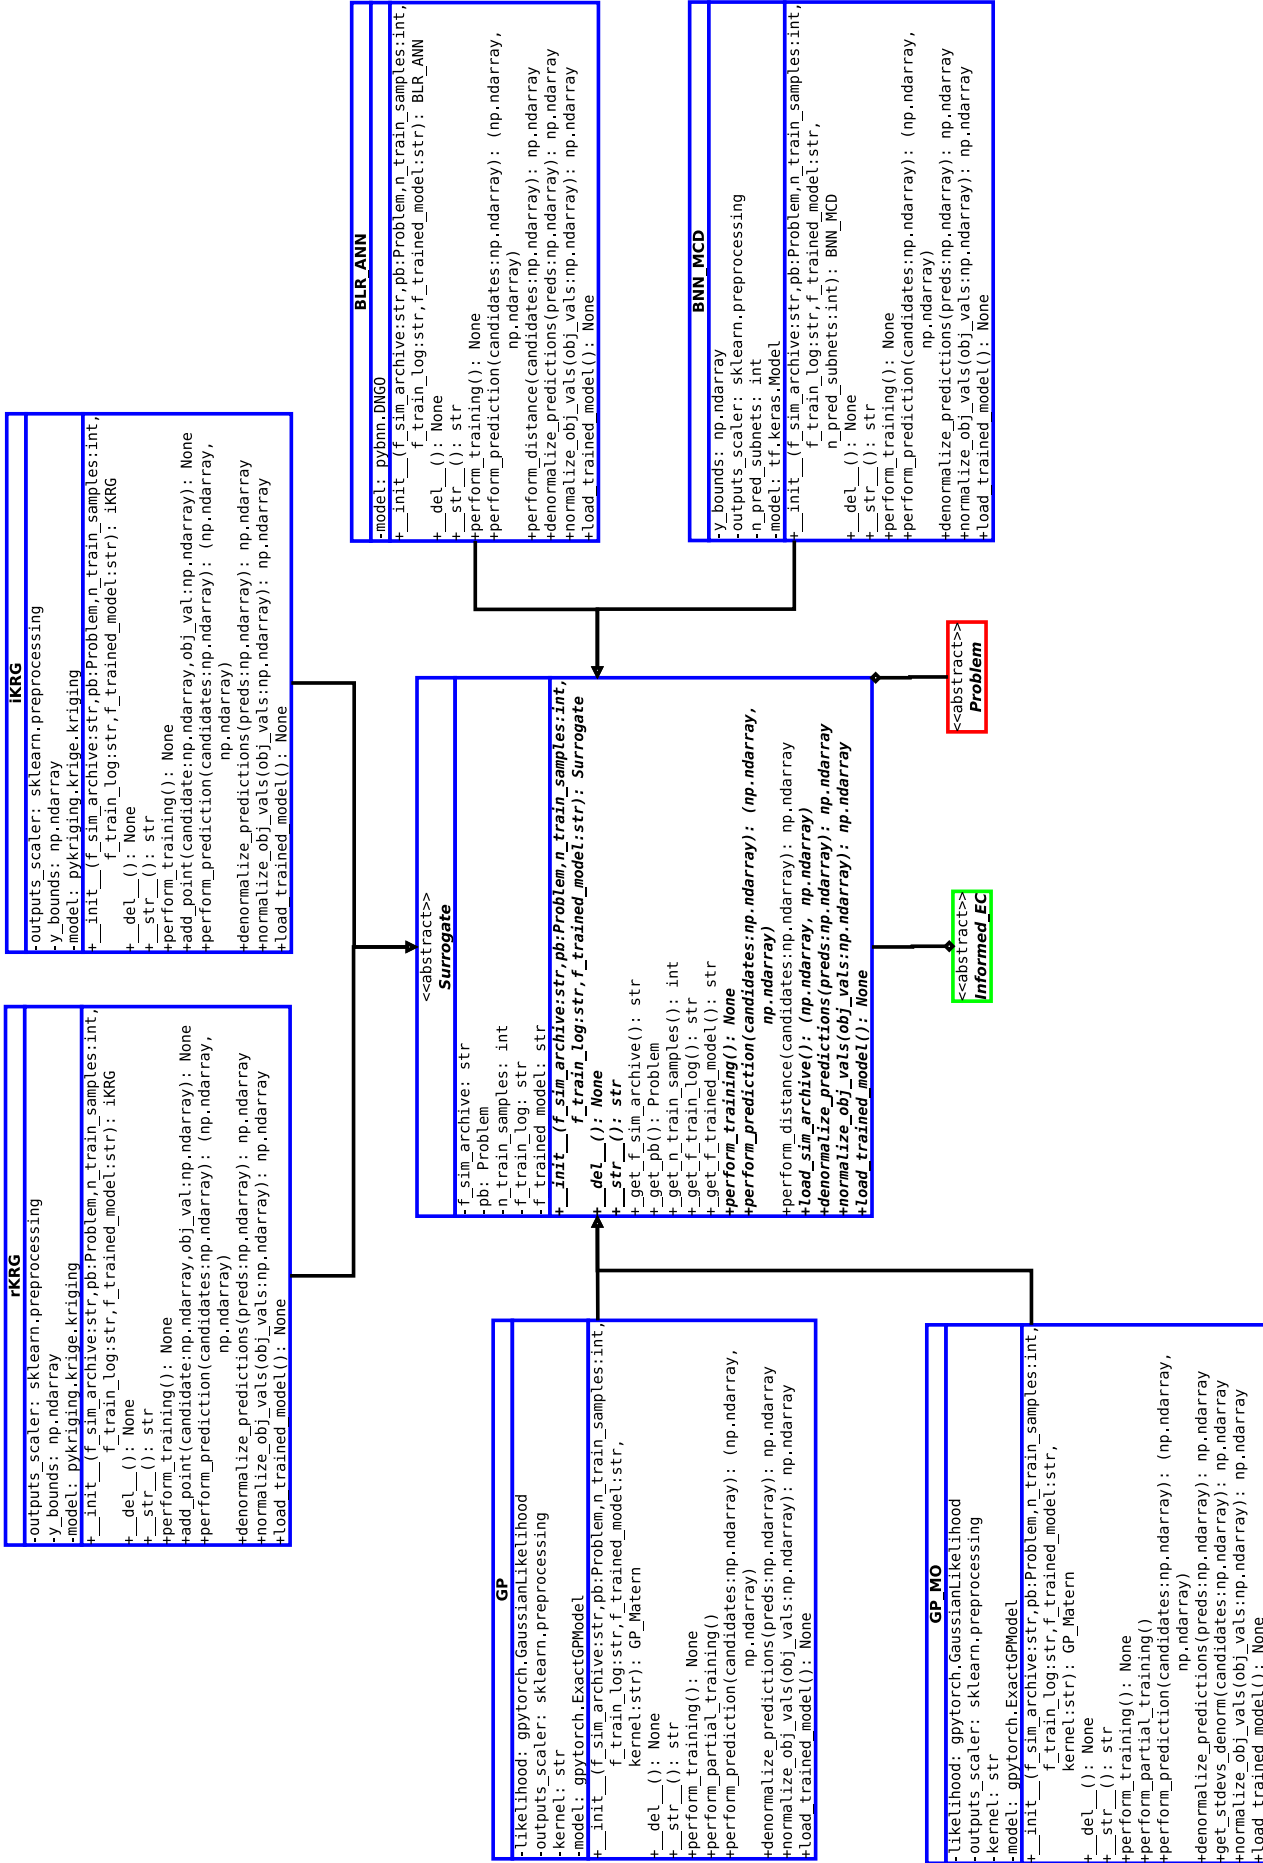 rKRG
-outputs_scaler: sklearn.preprocessing
-y_bounds: np.ndarray
-model: pykriging.krige.kriging
+__init__(f_sim_archive:str,pb:Problem,n_train_samples:int,
f_train_log:str,f_trained_model:str): iKRG
+__del__(): None
+__str__(): str
+perform_training(): None
+add_point(candidate:np.ndarray,obj_val:np.ndarray): None
+perform_prediction(candidates:np.ndarray): (np.ndarray,
np.ndarray)
+denormalize_predictions(preds:np.ndarray): np.ndarray
+normalize_obj_vals(obj_vals:np.ndarray): np.ndarray
+load_trained_model(): None
iKRG
-outputs_scaler: sklearn.preprocessing
-y_bounds: np.ndarray
-model: pykriging.krige.kriging
+__init__(f_sim_archive:str,pb:Problem,n_train_samples:int,
f_train_log:str,f_trained_model:str): iKRG
+__del__(): None
+__str__(): str
+perform_training(): None
+add_point(candidate:np.ndarray,obj_val:np.ndarray): None
+perform_prediction(candidates:np.ndarray): (np.ndarray,
np.ndarray)
+denormalize_predictions(preds:np.ndarray): np.ndarray
+normalize_obj_vals(obj_vals:np.ndarray): np.ndarray
+load_trained_model(): None
GP
-likelihood: gpytorch.GaussianLikelihood
-outputs_scaler: sklearn.preprocessing
-kernel: str
-model: gpytorch.ExactGPModel
+__init__(f_sim_archive:str,pb:Problem,n_train_samples:int,
f_train_log:str,f_trained_model:str,
kernel:str): GP_Matern
+__del__(): None
+__str__(): str
+perform_training(): None
+perform_partial_training()
+perform_prediction(candidates:np.ndarray): (np.ndarray,
np.ndarray)
+denormalize_predictions(preds:np.ndarray): np.ndarray
+normalize_obj_vals(obj_vals:np.ndarray): np.ndarray
+load_trained_model(): None
<<abstract>>
Surrogate
-f_sim_archive: str
-pb: Problem
-n_train_samples: int
-f_train_log: str
-f_trained_model: str
+__init__(f_sim_archive:str,pb:Problem,n_train_samples:int,
f_train_log:str,f_trained_model:str): Surrogate
+__del__(): None
+__str__(): str
+_get_f_sim_archive(): str
+_get_pb(): Problem
+_get_n_train_samples(): int
+_get_f_train_log(): str
+_get_f_trained_model(): str
+perform_training(): None
+perform_prediction(candidates:np.ndarray): (np.ndarray,
np.ndarray)
+perform_distance(candidates:np.ndarray): np.ndarray
+load_sim_archive(): (np.ndarray, np.ndarray)
+denormalize_predictions(preds:np.ndarray): np.ndarray
+normalize_obj_vals(obj_vals:np.ndarray): np.ndarray
+load_trained_model(): None
BLR_ANN
-model: pybnn.DNGO
+__init__(f_sim_archive:str,pb:Problem,n_train_samples:int,
f_train_log:str,f_trained_model:str): BLR_ANN
+__del__(): None
+__str__(): str
+perform_training(): None
+perform_prediction(candidates:np.ndarray): (np.ndarray,
np.ndarray)
+perform_distance(candidates:np.ndarray): np.ndarray
+denormalize_predictions(preds:np.ndarray): np.ndarray
+normalize_obj_vals(obj_vals:np.ndarray): np.ndarray
+load_trained_model(): None
GP_MO
-likelihood: gpytorch.GaussianLikelihood
-outputs_scaler: sklearn.preprocessing
-kernel: str
-model: gpytorch.ExactGPModel
+__init__(f_sim_archive:str,pb:Problem,n_train_samples:int,
f_train_log:str,f_trained_model:str,
kernel:str): GP_Matern
+__del__(): None
+__str__(): str
+perform_training(): None
+perform_partial_training()
+perform_prediction(candidates:np.ndarray): (np.ndarray,
np.ndarray)
+denormalize_predictions(preds:np.ndarray): np.ndarray
+get_stdevs_denorm(candidates:np.ndarray): np.ndarray
+normalize_obj_vals(obj_vals:np.ndarray): np.ndarray
+load_trained_model(): None
<<abstract>>
Informed_EC
<<abstract>>
Problem
BNN_MCD
-y_bounds: np.ndarray
-outputs_scaler: sklearn.preprocessing
-n_pred_subnets: int
-model: tf.keras.Model
+__init__(f_sim_archive:str,pb:Problem,n_train_samples:int,
f_train_log:str,f_trained_model:str,
n_pred_subnets:int): BNN_MCD
+__del__(): None
+__str__(): str
+perform_training(): None
+perform_prediction(candidates:np.ndarray): (np.ndarray,
np.ndarray)
+denormalize_predictions(preds:np.ndarray): np.ndarray
+normalize_obj_vals(obj_vals:np.ndarray): np.ndarray
+load_trained_model(): None